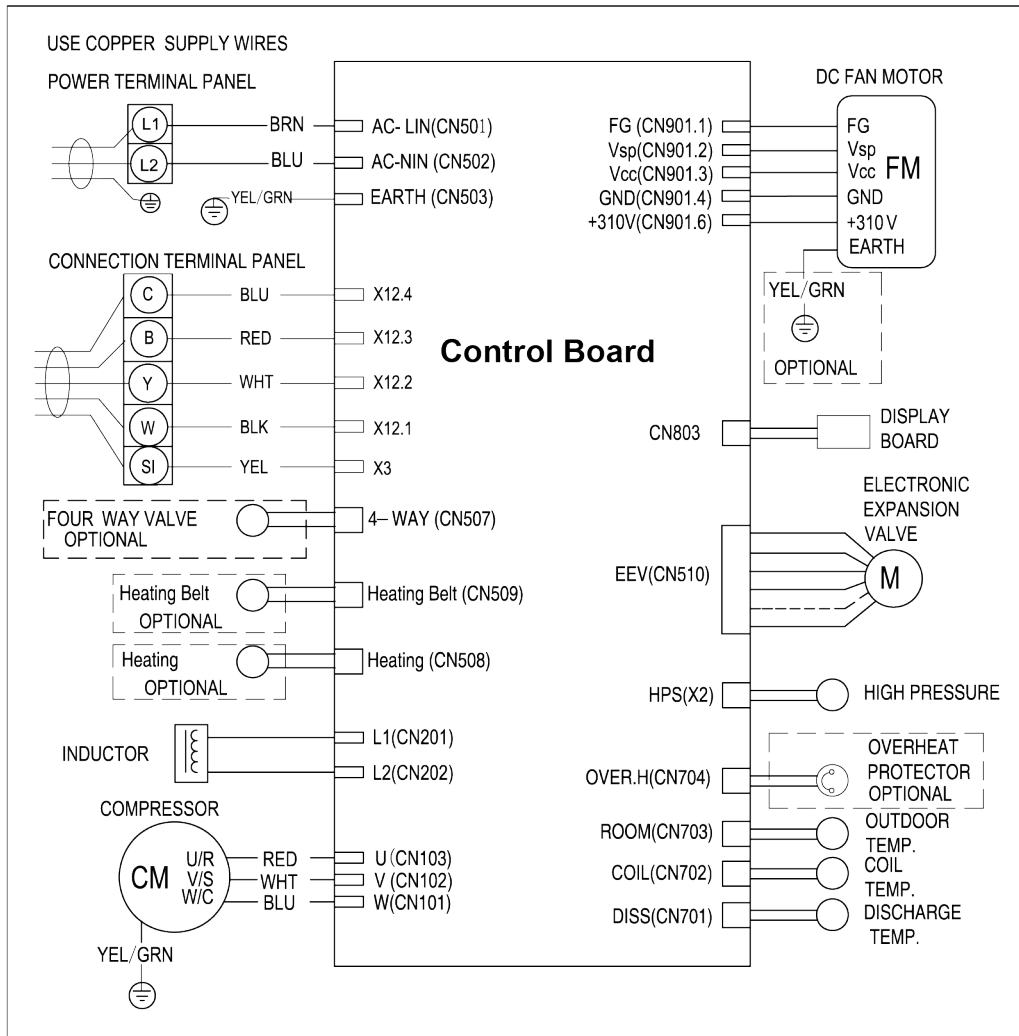 USE COPPER SUPPLY WIRES
POWER TERMINAL PANEL
L1
BRN
AC- LIN(CN501)
L2
BLU
AC-NIN (CN502)
YEL/GRN
EARTH (CN503)
CONNECTION TERMINAL PANEL
C
BLU
X12.4
B
RED
X12.3
Y
WHT
X12.2
W
BLK
X12.1
SI
YEL
X3
FOUR WAY VALVE
OPTIONAL
4-WAY (CN507)
Heating Belt
OPTIONAL
Heating Belt (CN509)
Heating
OPTIONAL
Heating (CN508)
INDUCTOR
L1(CN201)
L2(CN202)
COMPRESSOR
CM
U/R
RED
U(CN103)
V/S
WHT
V (CN102)
W/C
BLU
W(CN101)
YEL/GRN
Control Board
DC FAN MOTOR
FG (CN901.1)
FG
Vsp(CN901.2)
Vsp
Vcc(CN901.3)
Vcc
FM
GND(CN901.4)
GND
+310V(CN901.6)
+310V
EARTH
YEL/GRN
OPTIONAL
CN803
DISPLAY
BOARD
ELECTRONIC
EXPANSION
VALVE
EEV(CN510)
M
HPS(X2)
HIGH PRESSURE
OVER.H(CN704)
OVERHEAT
PROTECTOR
OPTIONAL
ROOM(CN703)
OUTDOOR
TEMP.
COIL(CN702)
COIL
TEMP.
DISS(CN701)
DISCHARGE
TEMP.